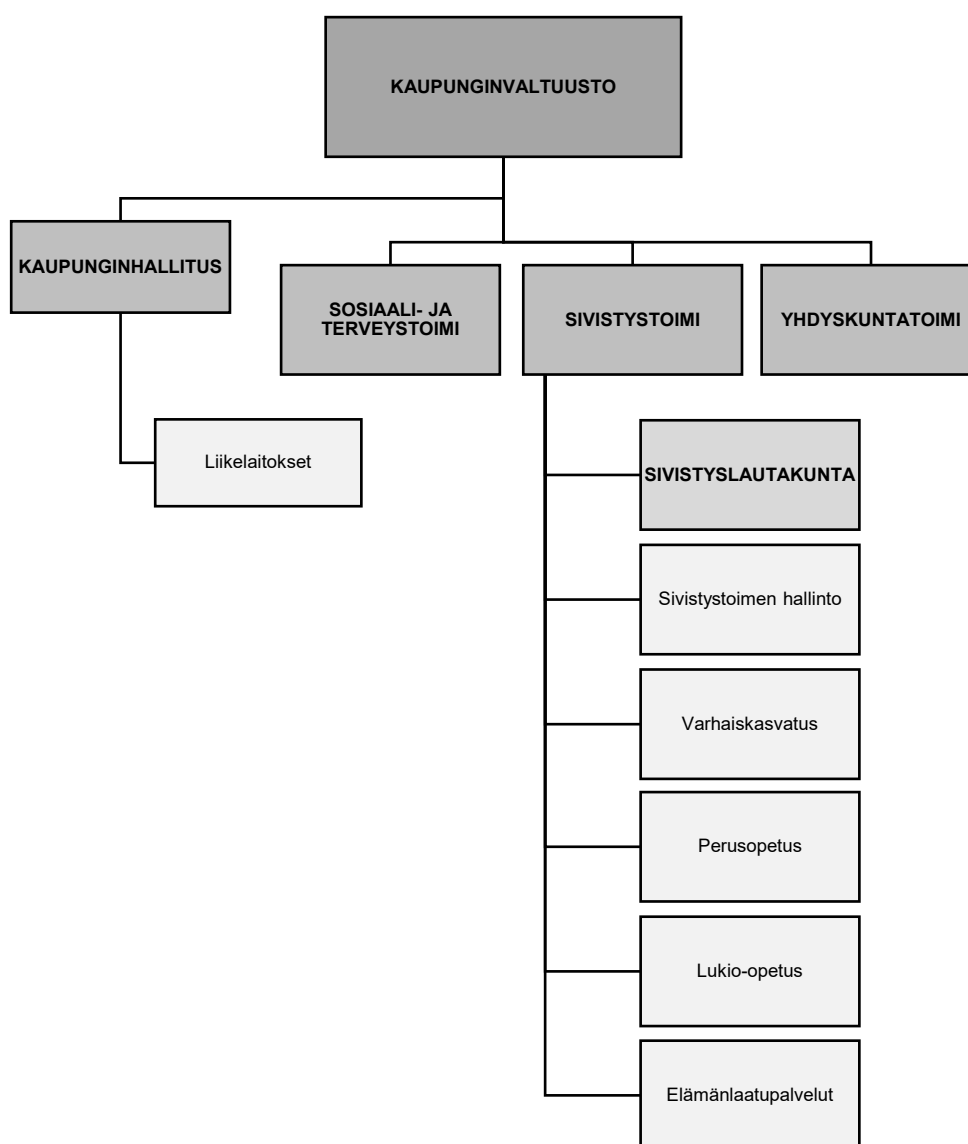 KAUPUNGINVALTUUSTO
KAUPUNGINHALLITUS
SOSIAALI- JA
TERVEYSTOIMI
SIVISTYSTOIMI
YHDYSKUNTATOIMI
Liikelaitokset
SIVISTYSLAUTAKUNTA
Sivistystoimen hallinto
Varhaiskasvatus
Perusopetus
Lukio-opetus
Elämänlaatupalvelut